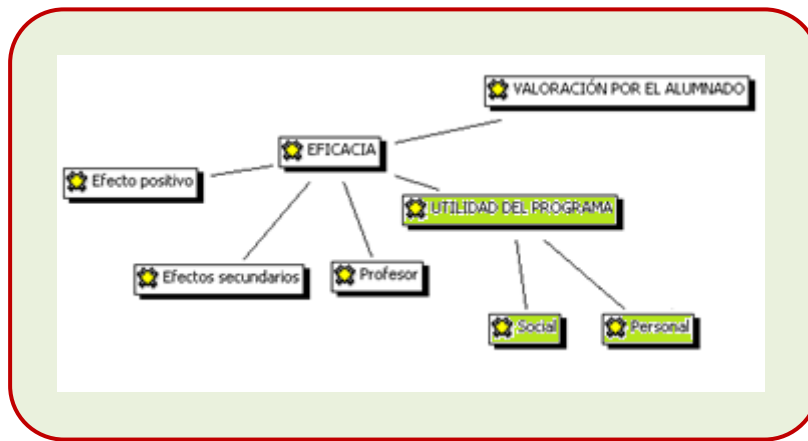 VALORACIÓN POR EL ALUMNADO
EFICACIA
Efecto positivo
UTILIDAD DEL PROGRAMA
Efectos secundarios
Profesor
Social
Personal